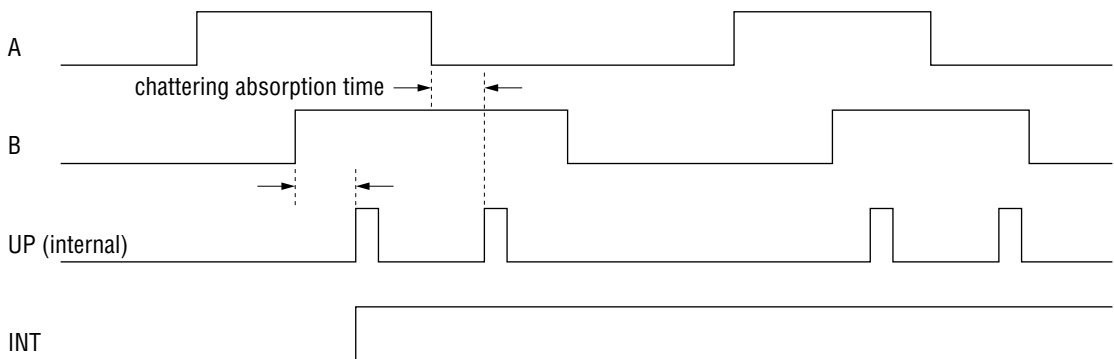 A
chattering absorption time
B
UP (internal)
INT